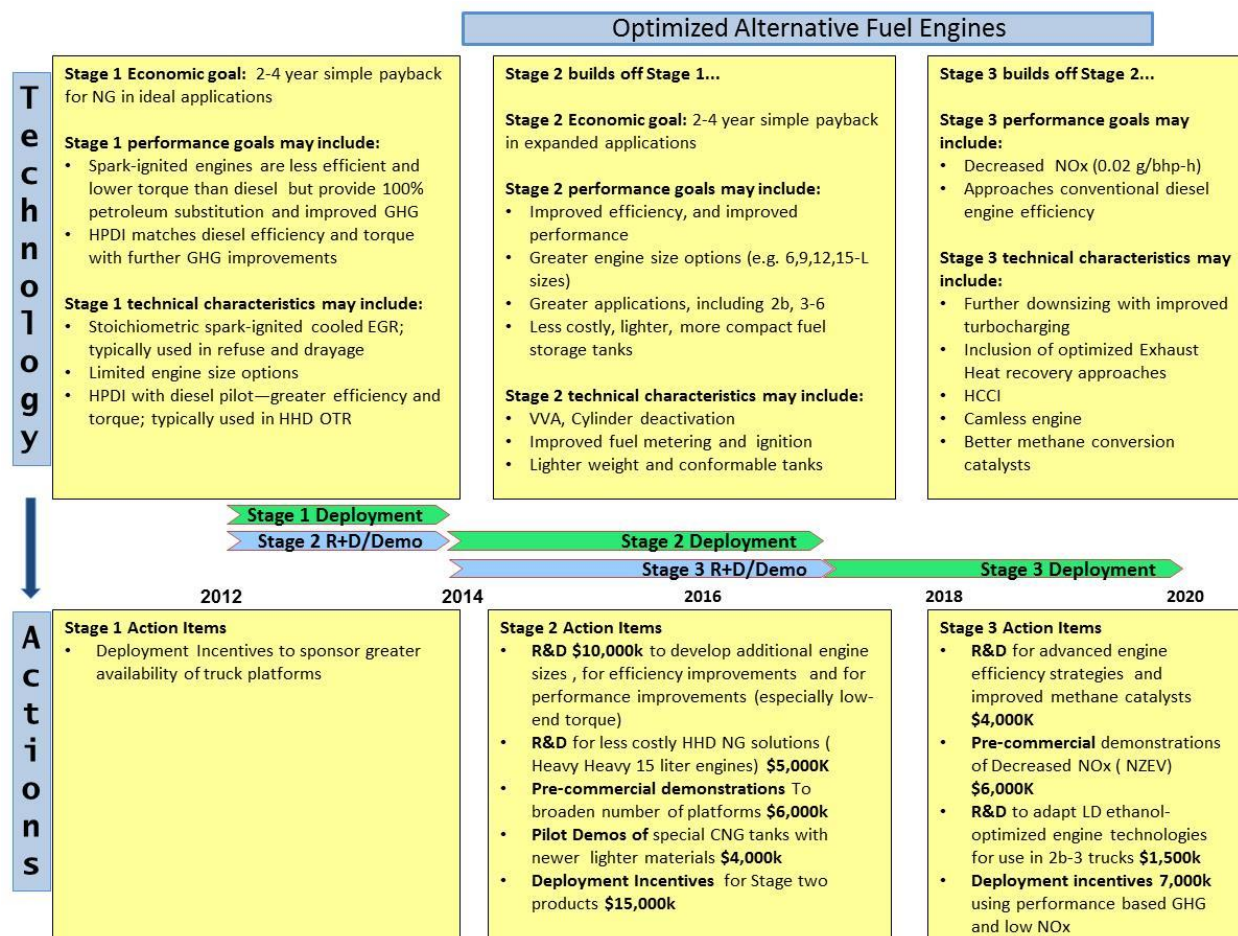 Optimized Alternative Fuel Engines
Technology
Stage 1 Economic goal: 2-4 year simple payback
for NG in ideal applications
Stage 1 performance goals may include:
• Spark-ignited engines are less efficient and
lower torque than diesel but provide 100%
petroleum substitution and improved GHG
• HPDI matches diesel efficiency and torque
with further GHG improvements
Stage 1 technical characteristics may include:
• Stoichiometric spark-ignited cooled EGR;
typically used in refuse and drayage
• Limited engine size options
• HPDI with diesel pilot—greater efficiency and
torque; typically used in HHD OTR
Stage 2 builds off Stage 1...
Stage 2 Economic goal: 2-4 year simple payback
in expanded applications
Stage 2 performance goals may include:
• Improved efficiency, and improved
performance
• Greater engine size options (e.g. 6,9,12,15-L
sizes)
• Greater applications, including 2b, 3-6
• Less costly, lighter, more compact fuel
storage tanks
Stage 2 technical characteristics may include:
• VVA, Cylinder deactivation
• Improved fuel metering and ignition
• Lighter weight and conformable tanks
Stage 3 builds off Stage 2...
Stage 3 performance goals may
include:
• Decreased NOx (0.02 g/bhp-h)
• Approaches conventional diesel
engine efficiency
Stage 3 technical characteristics may
include:
• Further downsizing with improved
turbocharging
• Inclusion of optimized Exhaust
Heat recovery approaches
• HCCI
• Camless engine
• Better methane conversion
catalysts
Stage 1 Deployment
Stage 2 R+D/Demo
Stage 2 Deployment
Stage 3 R+D/Demo
Stage 3 Deployment
2012 2014 2016 2018 2020
Actions
Stage 1 Action Items
• Deployment Incentives to sponsor greater
availability of truck platforms
Stage 2 Action Items
• R&D $10,000k to develop additional engine
sizes , for efficiency improvements and for
performance improvements (especially low-
end torque)
• R&D for less costly HHD NG solutions (
Heavy Heavy 15 liter engines) $5,000K
• Pre-commercial demonstrations To
broaden number of platforms $6,000k
• Pilot Demos of special CNG tanks with
newer lighter materials $4,000k
• Deployment Incentives for Stage two
products $15,000k
Stage 3 Action Items
• R&D for advanced engine
efficiency strategies and
improved methane catalysts
$4,000K
• Pre-commercial demonstrations
of Decreased NOx ( NZEV)
$6,000K
• R&D to adapt LD ethanol-
optimized engine technologies
for use in 2b-3 trucks $1,500k
• Deployment incentives 7,000k
using performance based GHG
and low NOx